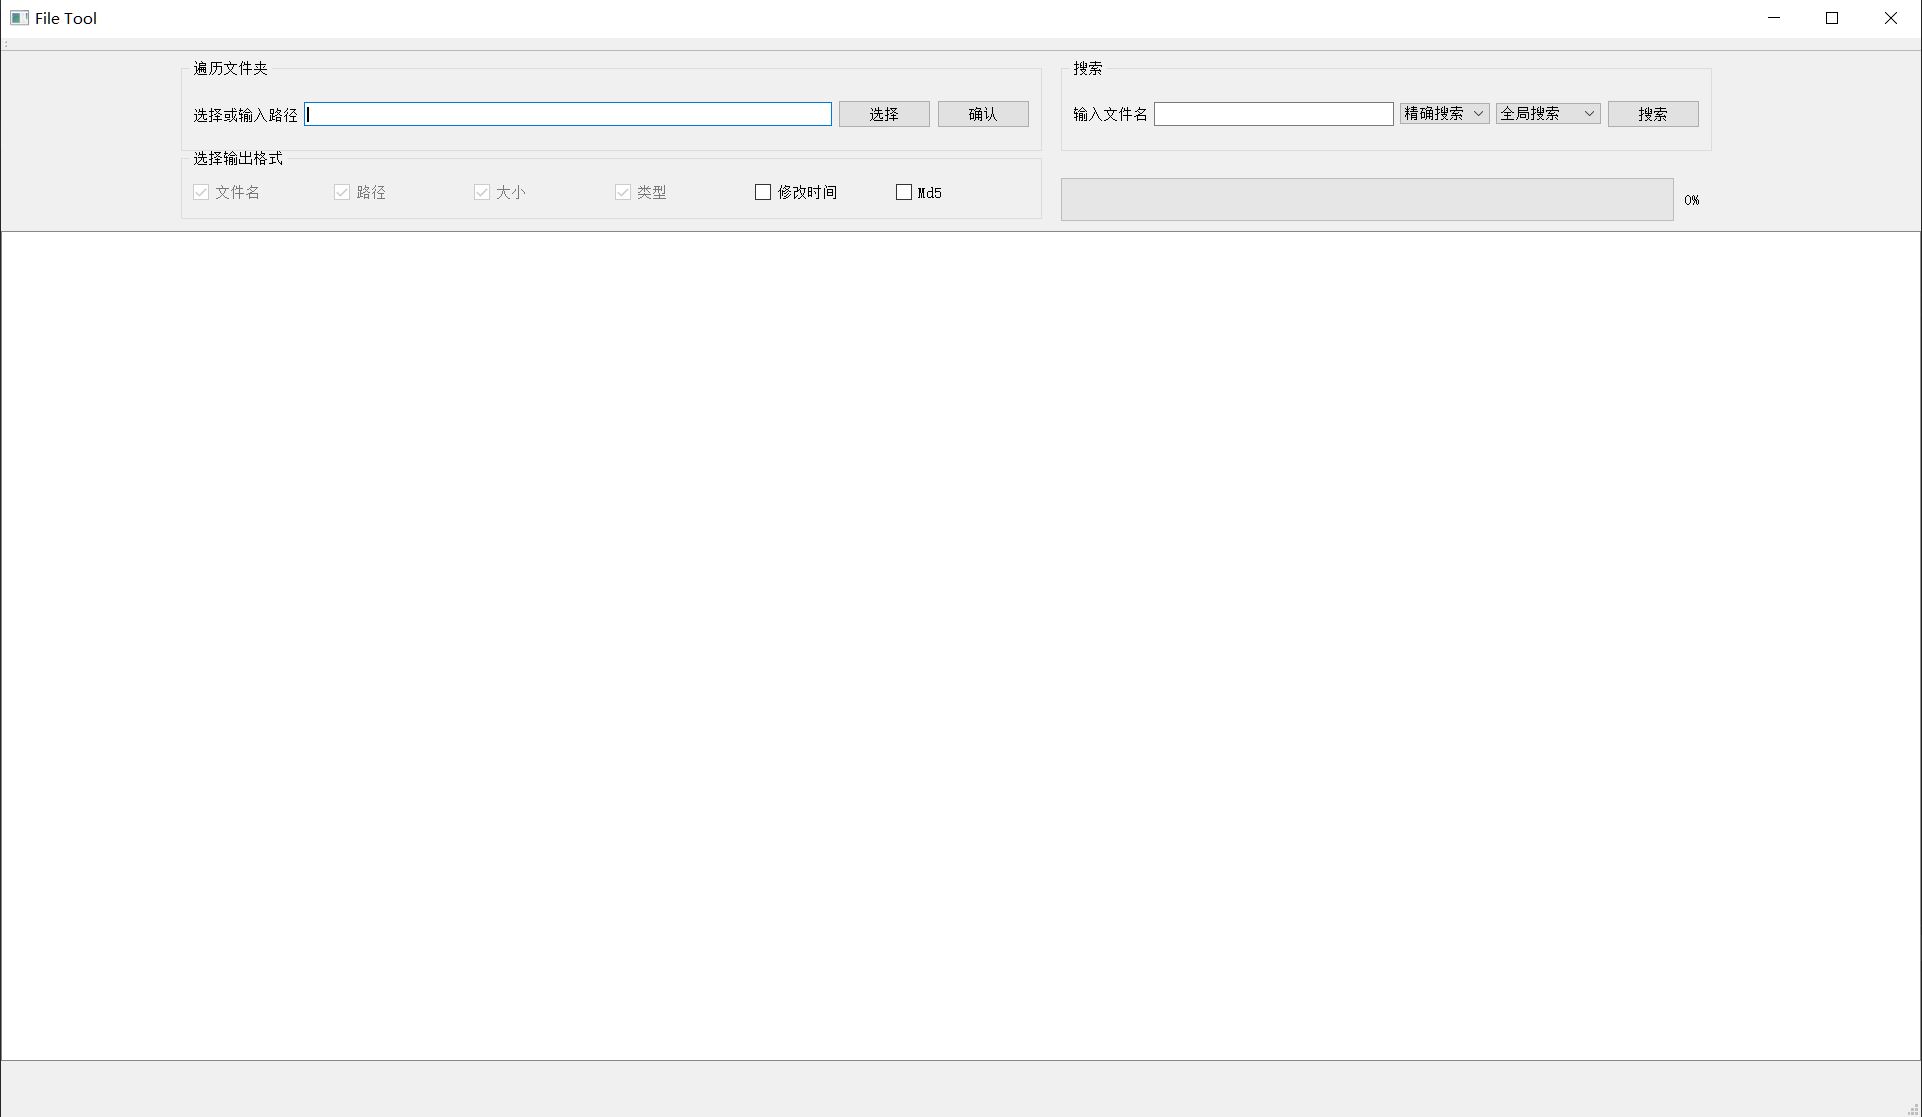 File Tool
遍历文件夹
选择或输入路径
选择
确认
搜索
输入文件名
精确搜索
全局搜索
搜索
选择输出格式
文件名
路径
大小
类型
修改时间
Md5
0%